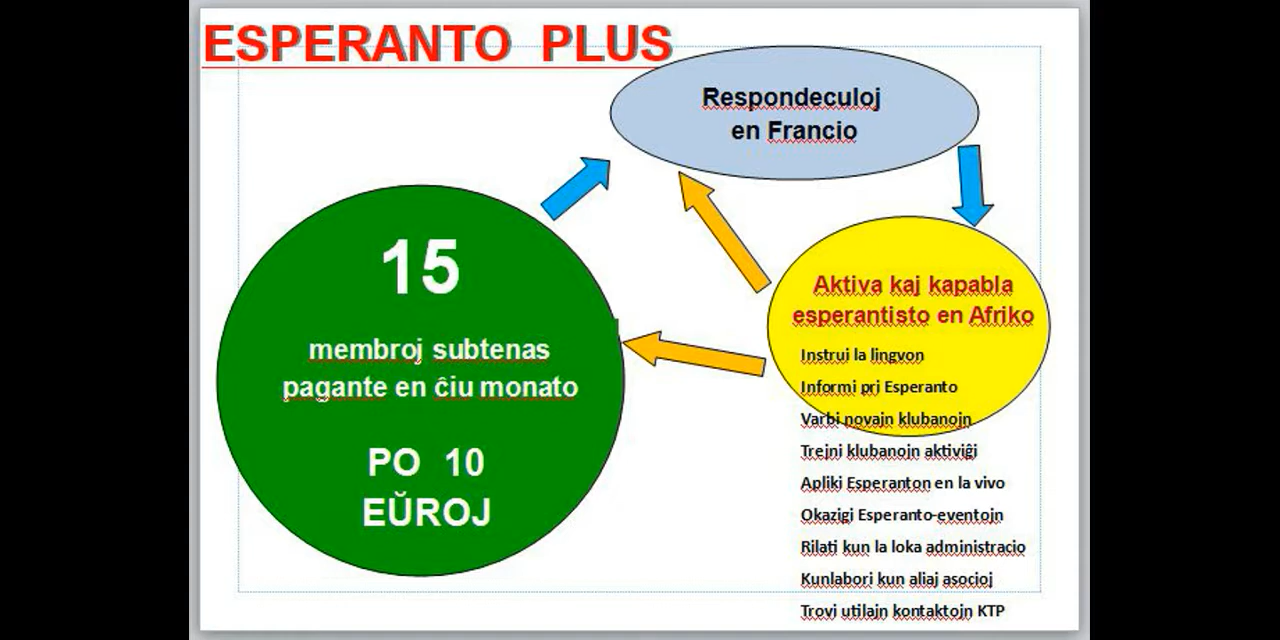 ESPERANTO PLUS
Respondeculoj
en Francio
15
membroj subtenas
pagante en ĉiu monato
PO 10
EŬROJ
Aktiva kaj kapabla
esperantisto en Afriko
Instrui la lingvon
Informi pri Esperanto
Varbi novajn klubanojn
Trejni klubanojn aktiviĝi
Apliki Esperanton en la vivo
Okazigi Esperanto-eventojn
Rilati kun la loka administracio
Kunlabori kun aliaj asocioj
Trovi utilajn kontaktojn KTP